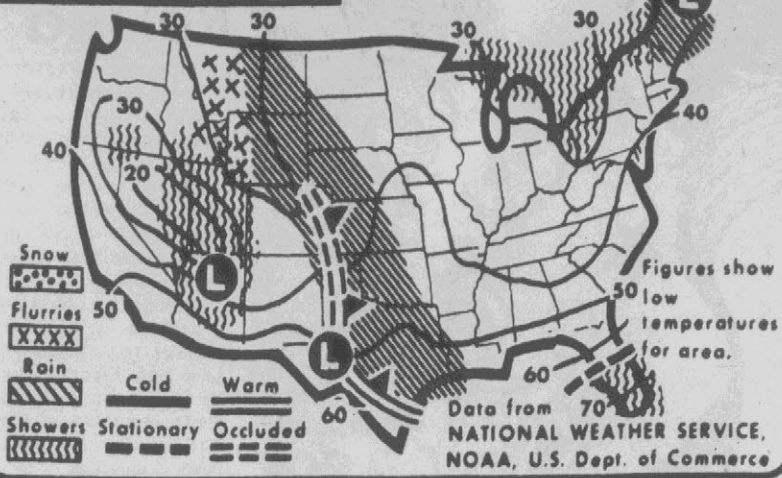 30 30 30 30
L
30
40
40
20
L
Snow
50
50
Figures show
low
temperatures
for area.
Flurries
XXXX
L
Rain
Cold Warm
60
60
70
Data from
NATIONAL WEATHER SERVICE,
NOAA, U.S. Dept. of Commerce
Showers Stationary Occluded